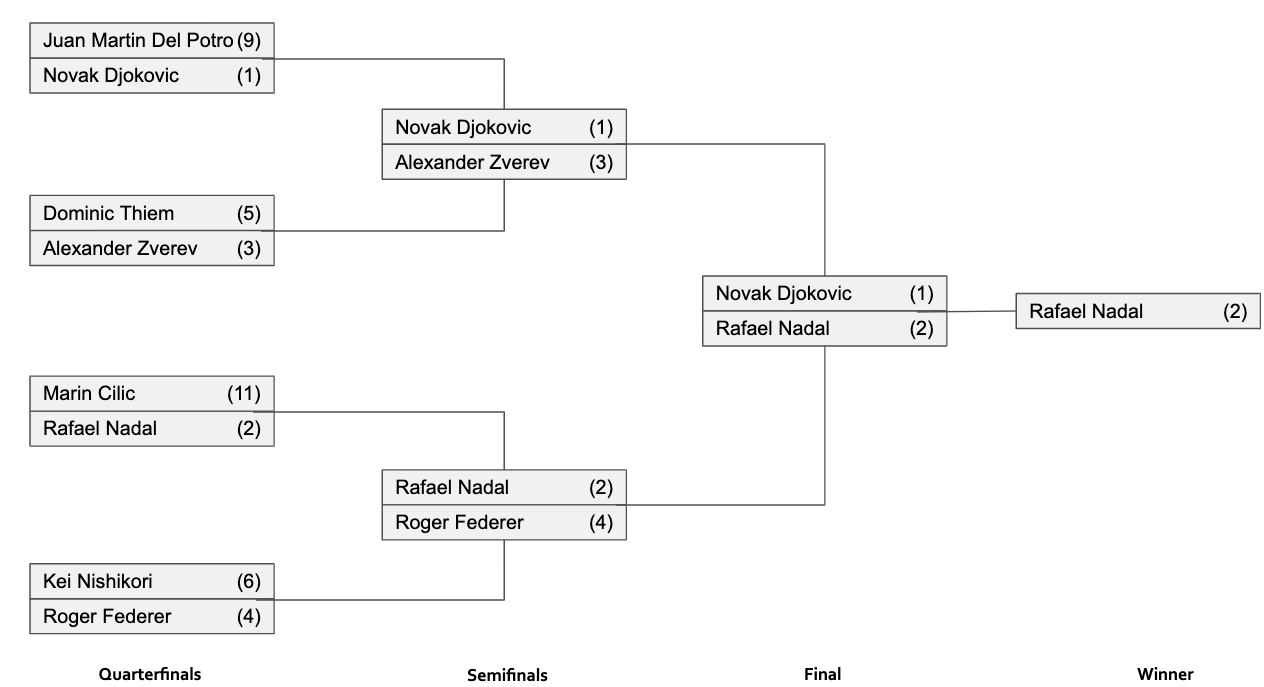 Juan Martin Del Potro (9)
Novak Djokovic (1)
Dominic Thiem (5)
Alexander Zverev (3)
Marin Cilic (11)
Rafael Nadal (2)
Kei Nishikori (6)
Roger Federer (4)
Novak Djokovic (1)
Alexander Zverev (3)
Rafael Nadal (2)
Roger Federer (4)
Novak Djokovic (1)
Rafael Nadal (2)
Rafael Nadal (2)
Quarterfinals
Semifinals
Final
Winner